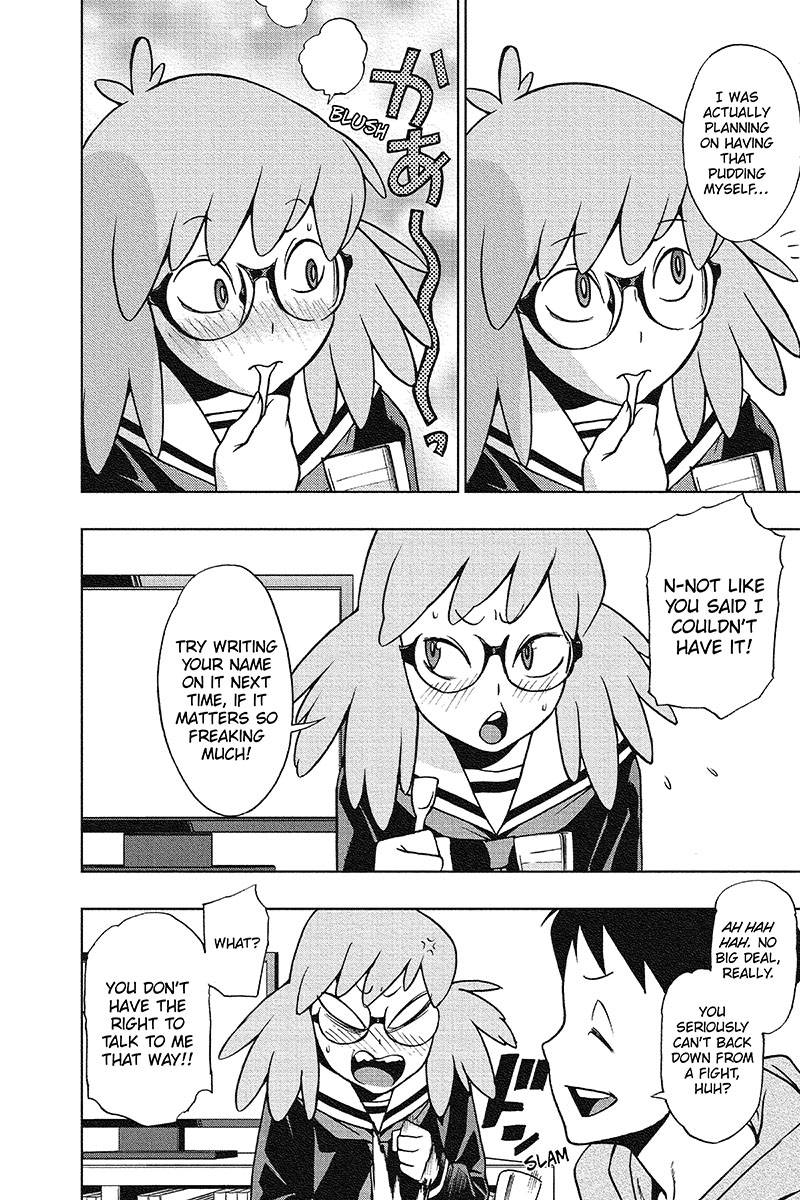 I WAS
ACTUALLY
PLANNING
ON HAVING
THAT
PUDDING
MYSELF...
かあ〜〜っ
BLUSH
N-NOT LIKE
YOU SAID I
COULDN'T
HAVE IT!
TRY WRITING
YOUR NAME
ON IT NEXT
TIME, IF IT
MATTERS SO
FREAKING
MUCH!
AH HAH
HAH. NO
BIG DEAL,
REALLY.
YOU
SERIOUSLY
CAN'T BACK
DOWN FROM
A FIGHT,
HUH?
ドン
SLAM
WHAT?
YOU DON'T
HAVE THE
RIGHT TO
TALK TO ME
THAT WAY!!